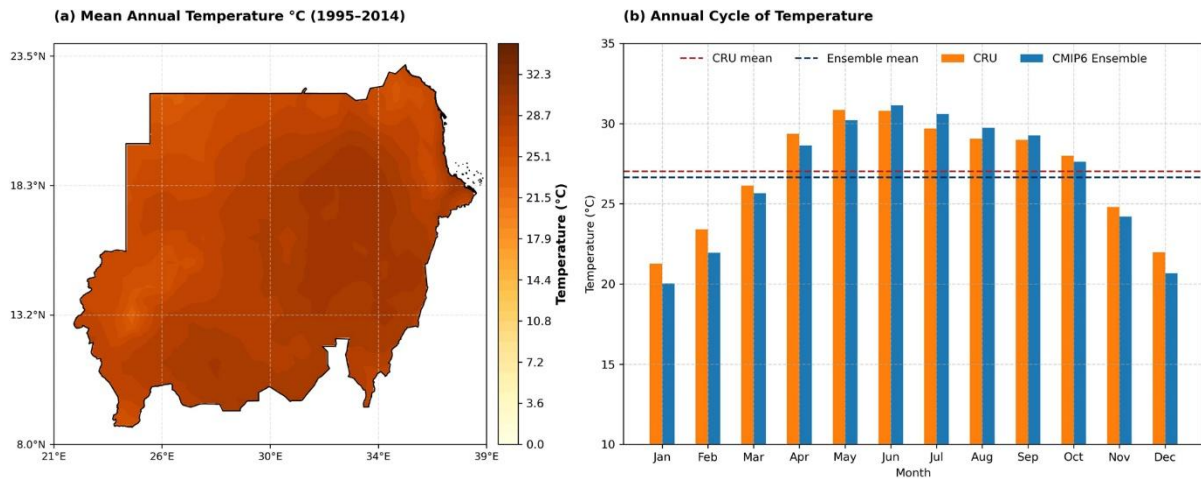 (a) Mean Annual Temperature °C (1995–2014)
23.5°N
18.3°N
13.2°N
8.0°N
21°E
26°E
30°E
34°E
39°E
32.3
28.7
25.1
21.5
17.9
14.4
10.8
7.2
3.6
0.0
Temperature (°C)
(b) Annual Cycle of Temperature
CRU mean
Ensemble mean
CRU
CMIP6 Ensemble
35
30
25
20
15
10
Temperature (°C)
Jan
Feb
Mar
Apr
May
Jun
Jul
Aug
Sep
Oct
Nov
Dec
Month